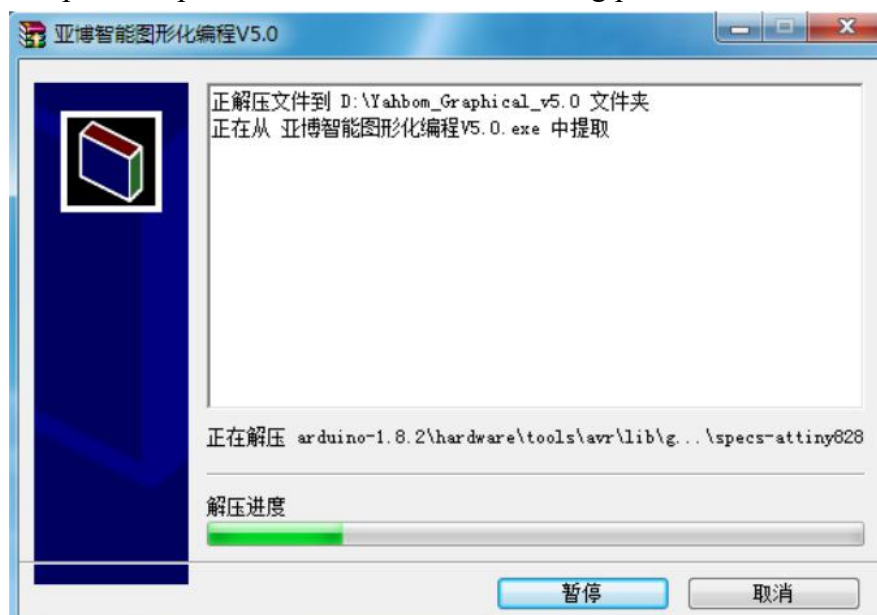 亚博智能图形化编程V5.0
正解压文件到 D:\Yahbom_Graphical_v5.0 文件夹
正在从 亚博智能图形化编程V5.0.exe 中提取
正在解压 arduino-1.8.2\hardware\tools\avr\lib\g...\specs-attiny828
解压进度
暂停
取消